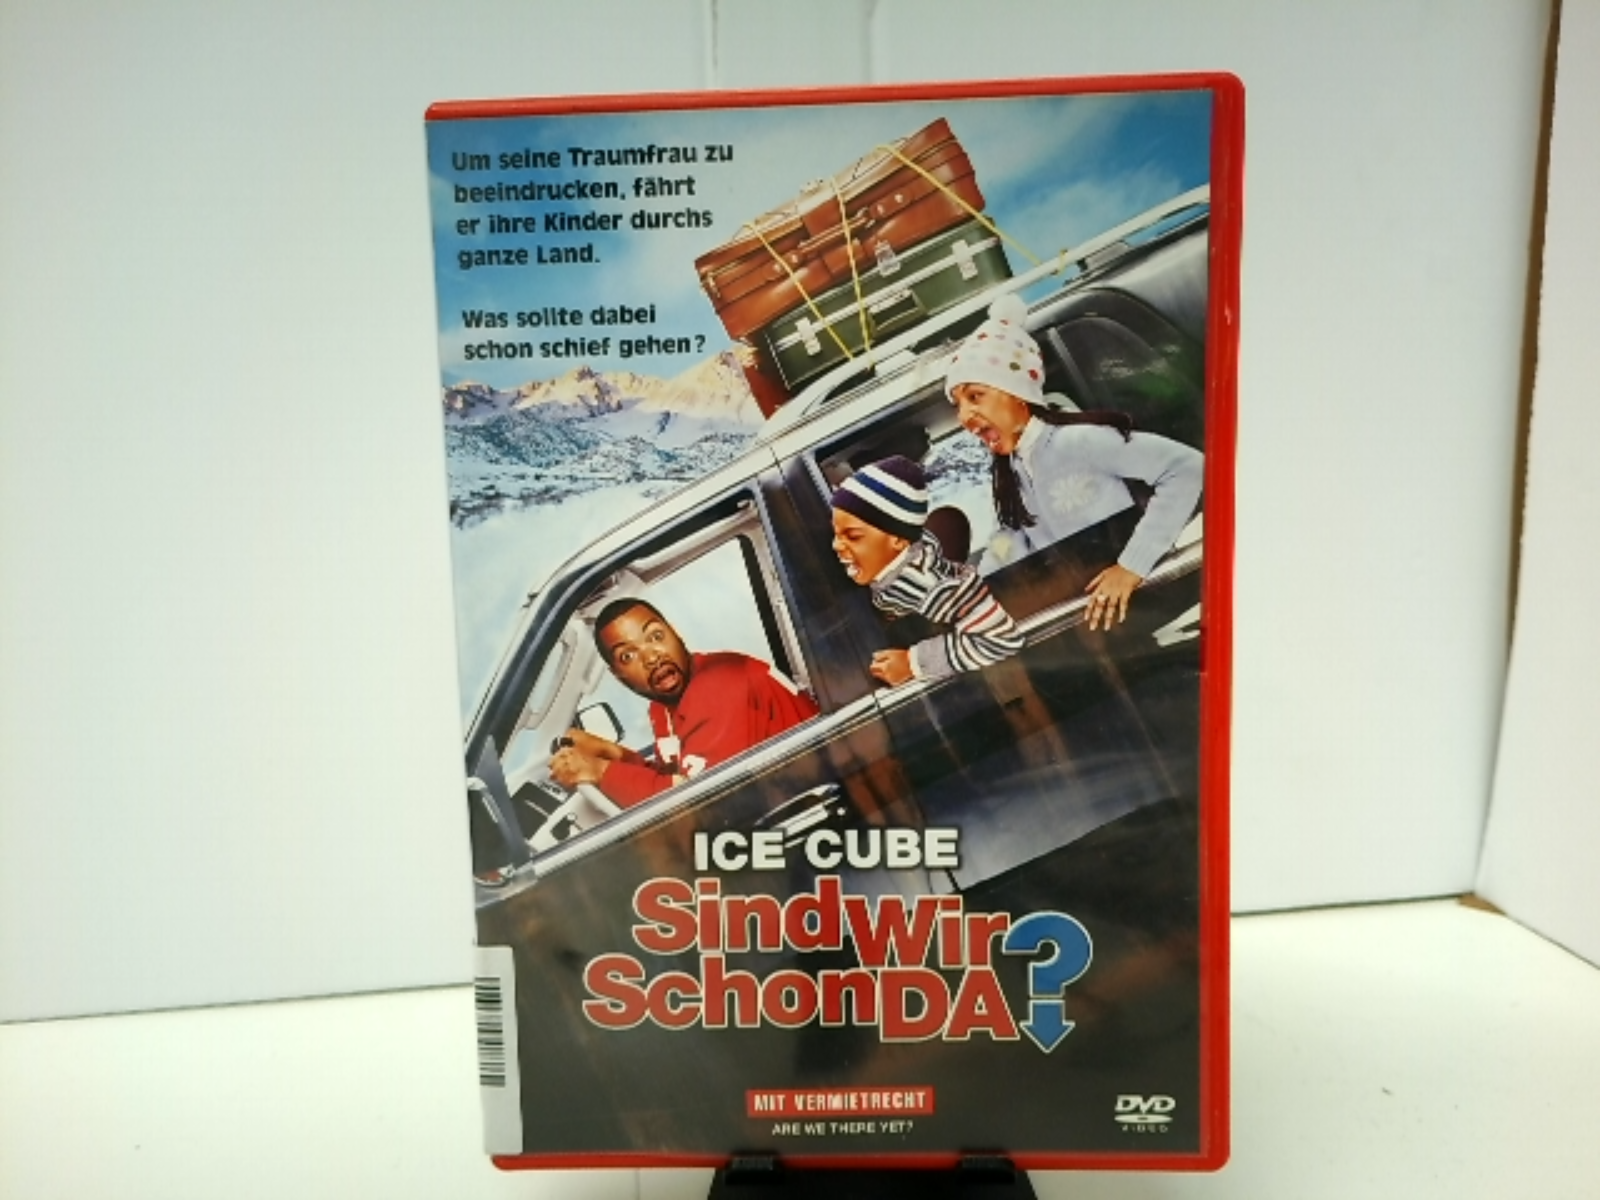 Um seine Traumfrau zu
beeindrucken, fährt
er ihre Kinder durchs
ganze Land.
Was sollte dabei
schon schief gehen?
ICE CUBE
Sind Wir
Schon DA?
MIT VERMIETRECHT
ARE WE THERE YET?
DVD
VIDEO